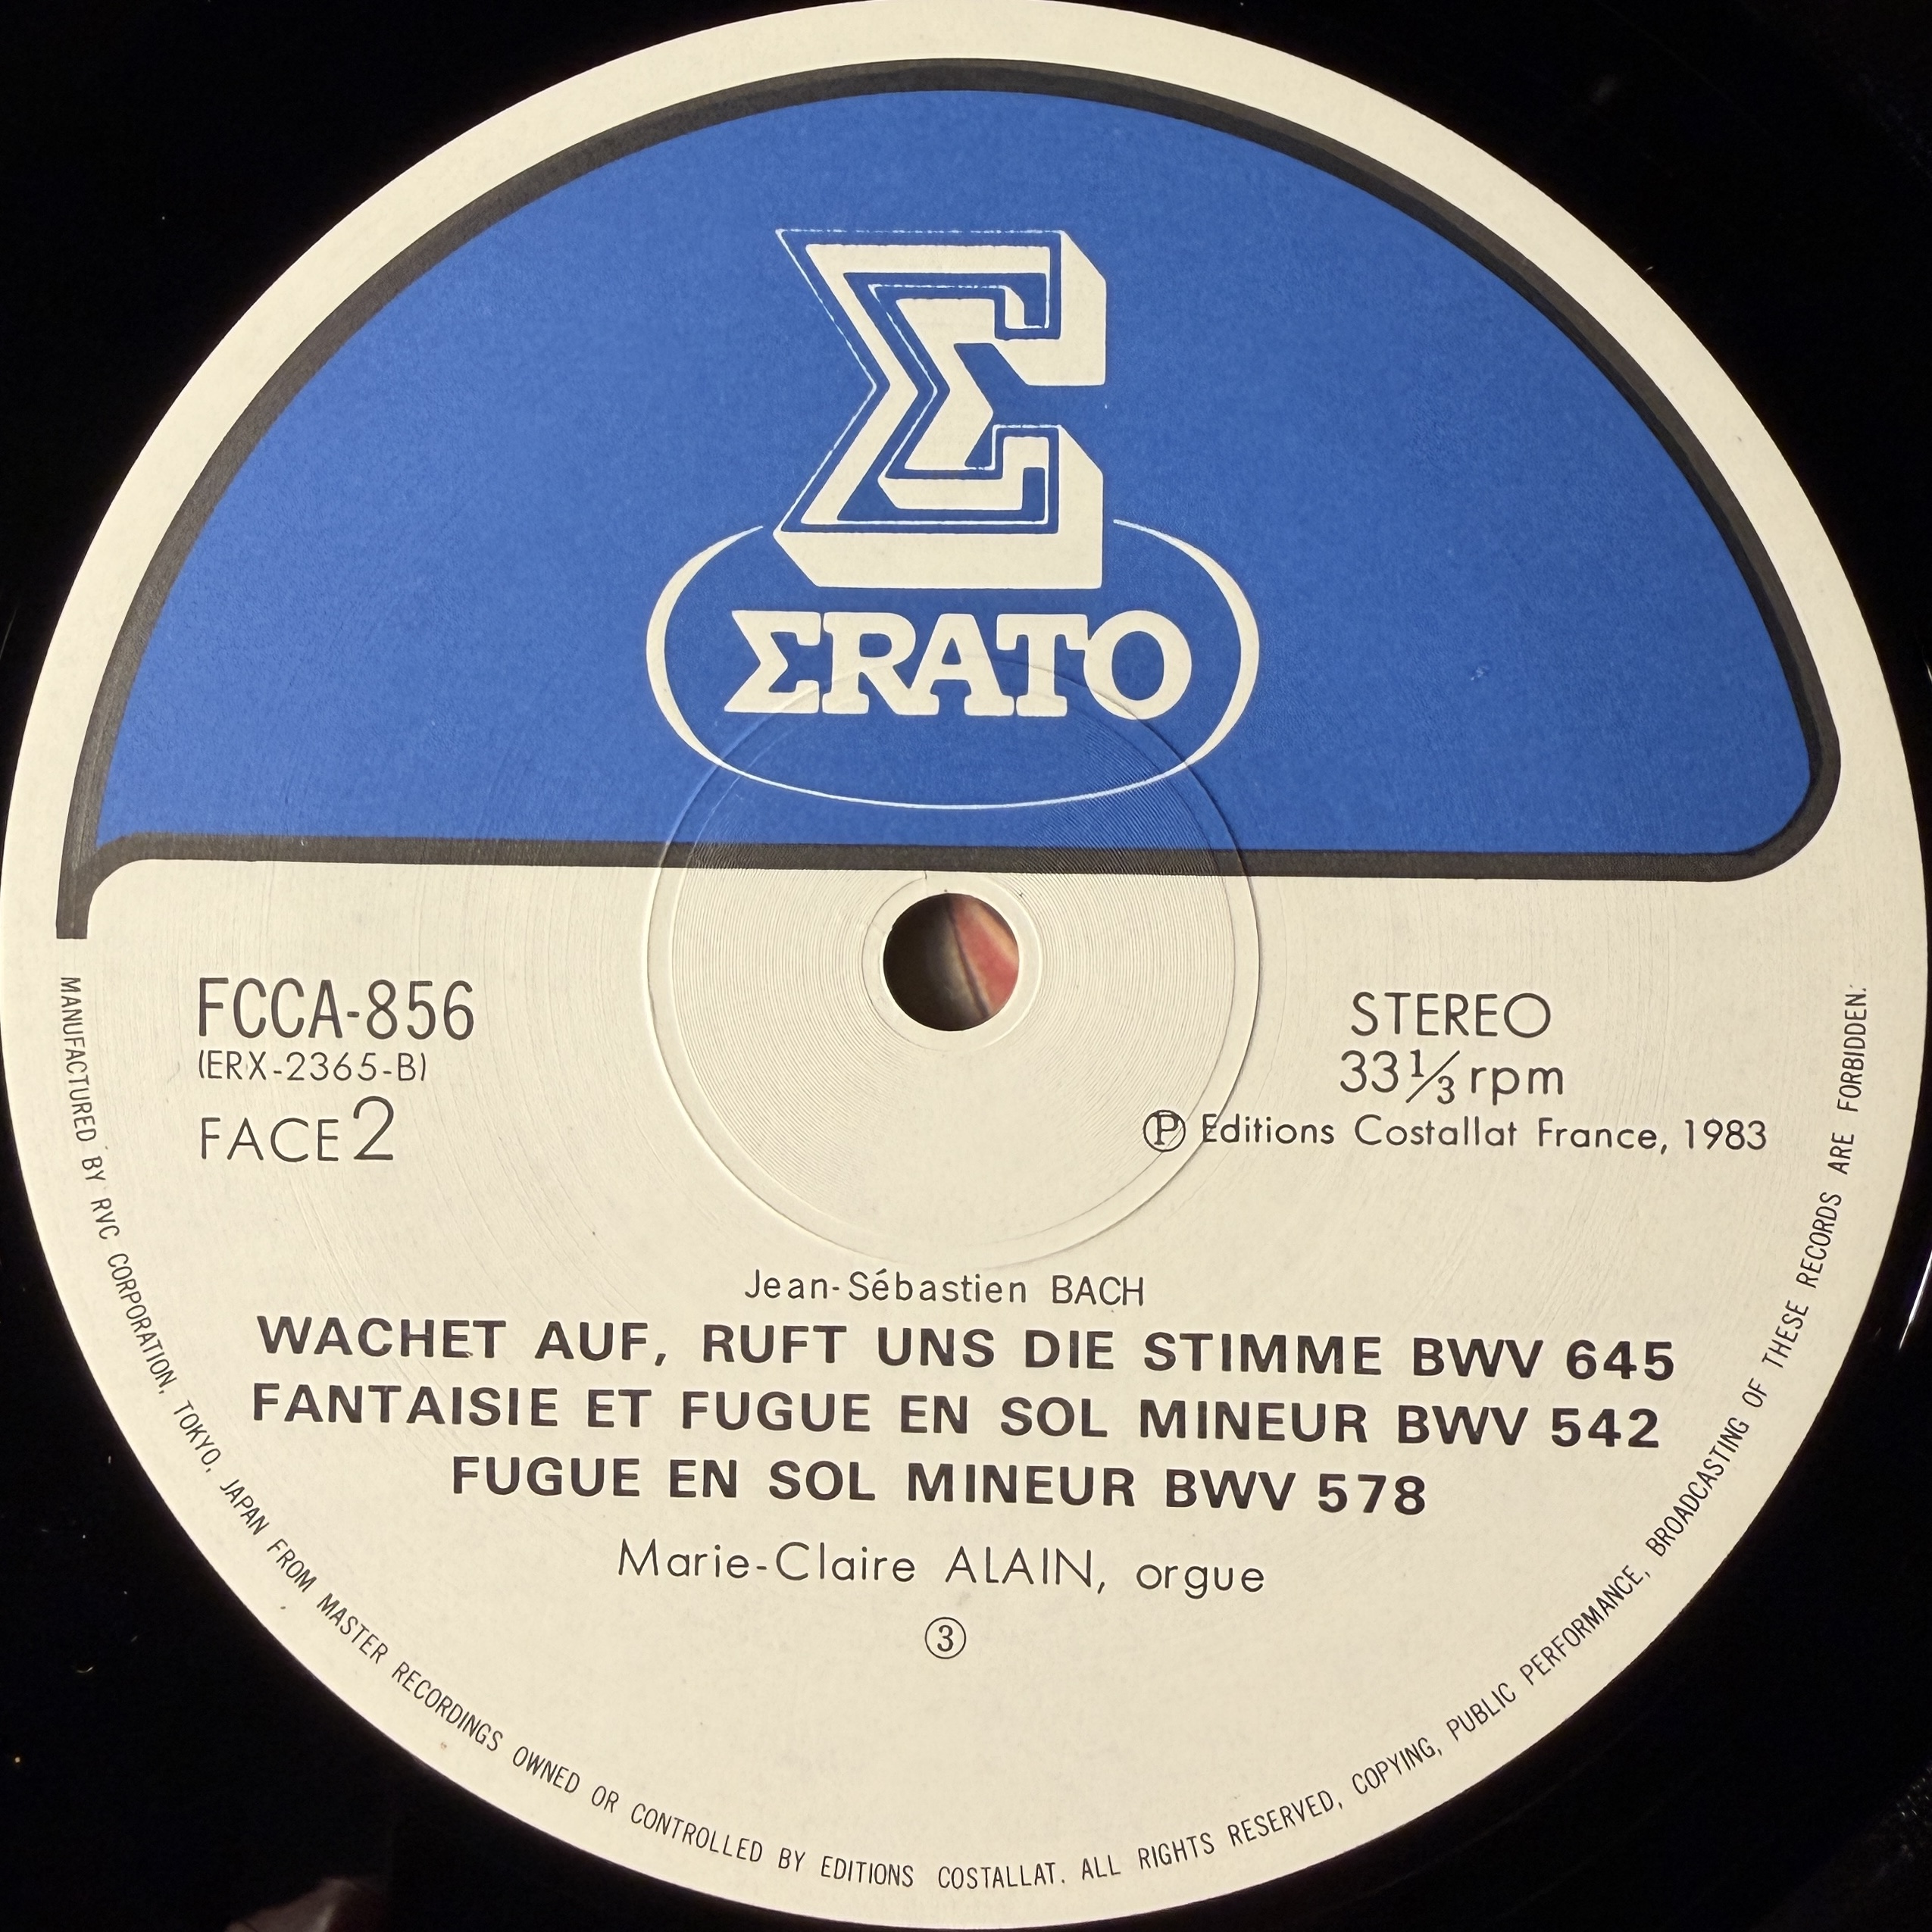 Σ
ΣRATO
FCCA-856
(ERX-2365-B)
FACE 2
STEREO
33 1/3 rpm
Ⓟ Editions Costallat France, 1983
Jean-Sébastien BACH
WACHET AUF, RUFT UNS DIE STIMME BWV 645
FANTAISIE ET FUGUE EN SOL MINEUR BWV 542
FUGUE EN SOL MINEUR BWV 578
Marie-Claire ALAIN, orgue
③
MANUFACTURED BY RVC CORPORATION, TOKYO, JAPAN FROM MASTER RECORDINGS OWNED OR CONTROLLED BY EDITIONS COSTALLAT. ALL RIGHTS RESERVED, COPYING, PUBLIC PERFORMANCE, BROADCASTING OF THESE RECORDS ARE FORBIDDEN.